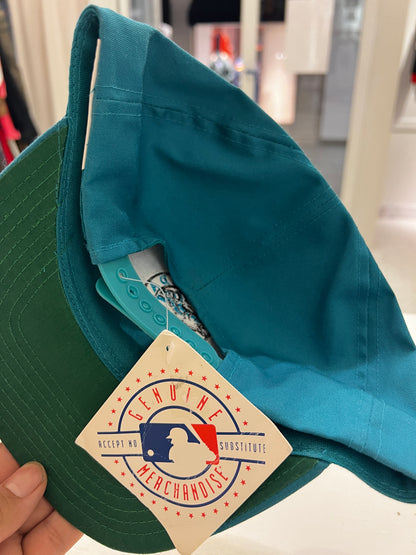 GENUINE
ACCEPT NO SUBSTITUTE
MERCHANDISE®